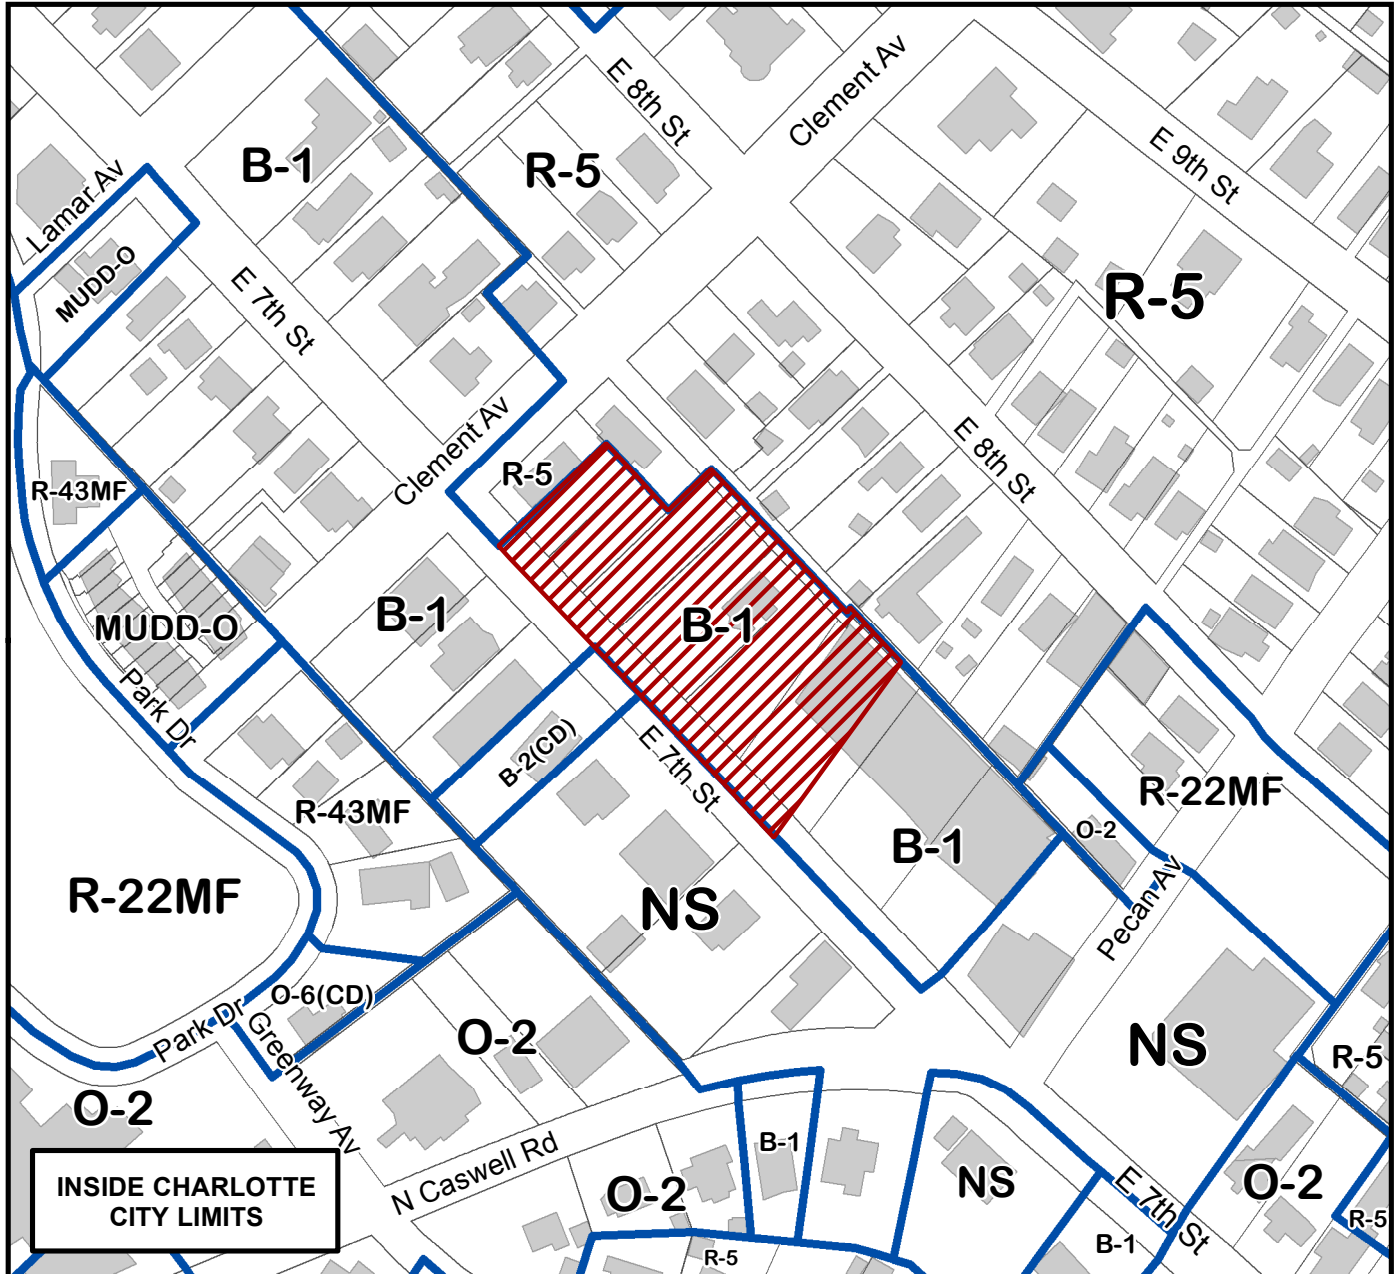 E 8th St
Clement Av
E 9th St
B-1
R-5
Lamar Av
MUDD-O
E 7th St
R-5
Clement Av
E 8th St
R-5
R-43MF
B-1
B-1
MUDD-O
Park Dr
B-2(CD)
E 7th St
R-43MF
R-22MF
O-2
B-1
Pecan Av
R-22MF
NS
O-6(CD)
Park Dr
Greenway Av
O-2
NS
R-5
O-2
N Caswell Rd
B-1
O-2
NS
E 7th St
O-2
R-5
B-1
R-5
INSIDE CHARLOTTE
CITY LIMITS